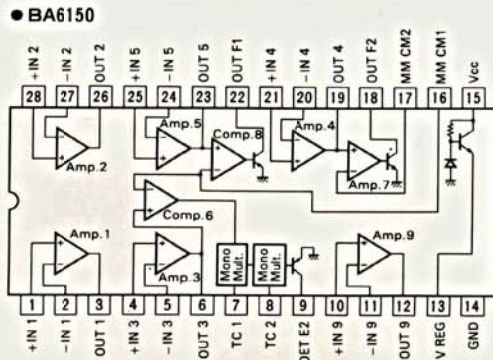 ● BA6150
+IN 2
−IN 2
OUT 2
+IN 5
−IN 5
OUT 5
OUT F1
+IN 4
−IN 4
OUT 4
OUT F2
MM CM2
MM CM1
Vcc
28 27 26 25 24 23 22 21 20 19 18 17 16 15
Amp.2
Amp.5
Comp.8
Amp.4
Amp.7
Amp.1
Comp.6
Amp.3
Mono Mult.
Mono Mult.
Amp.9
1 2 3 4 5 6 7 8 9 10 11 12 13 14
+IN 1
−IN 1
OUT 1
+IN 3
−IN 3
OUT 3
TC 1
TC 2
DET E2
+IN 9
−IN 9
OUT 9
V REG
GND